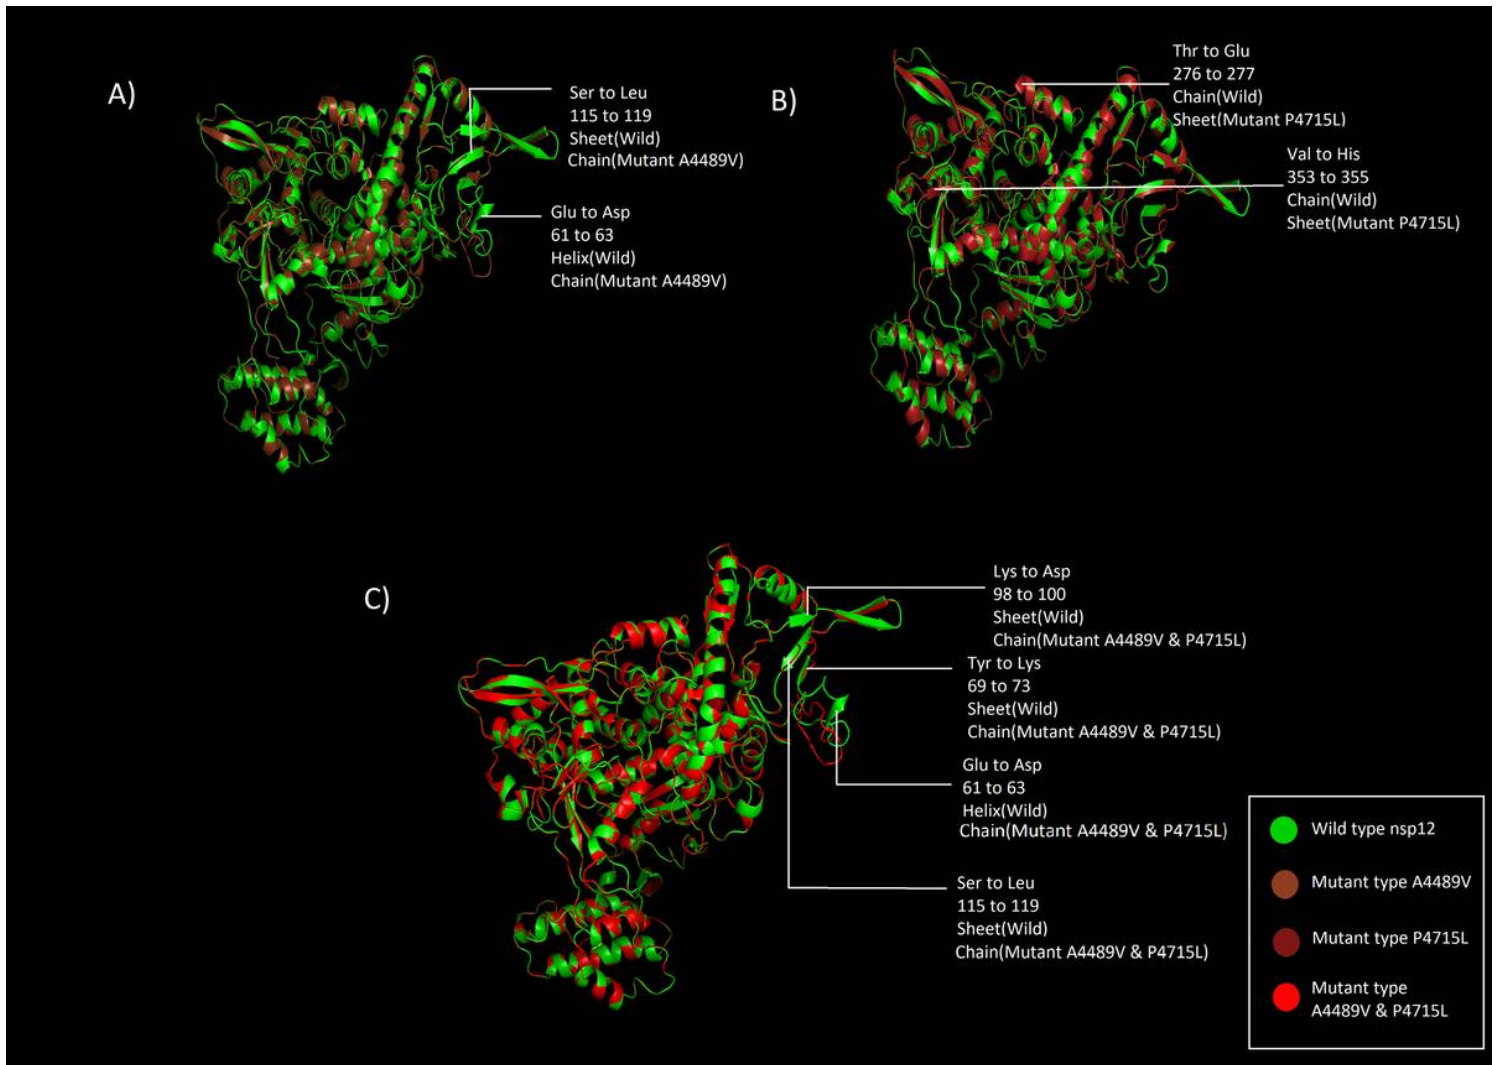 A)
Ser to Leu
115 to 119
Sheet(Wild)
Chain(Mutant A4489V)
Glu to Asp
61 to 63
Helix(Wild)
Chain(Mutant A4489V)
B)
Thr to Glu
276 to 277
Chain(Wild)
Sheet(Mutant P4715L)
Val to His
353 to 355
Chain(Wild)
Sheet(Mutant P4715L)
C)
Lys to Asp
98 to 100
Sheet(Wild)
Chain(Mutant A4489V & P4715L)
Tyr to Lys
69 to 73
Sheet(Wild)
Chain(Mutant A4489V & P4715L)
Glu to Asp
61 to 63
Helix(Wild)
Chain(Mutant A4489V & P4715L)
Ser to Leu
115 to 119
Sheet(Wild)
Chain(Mutant A4489V & P4715L)
Wild type nsp12
Mutant type A4489V
Mutant type P4715L
Mutant type
A4489V & P4715L